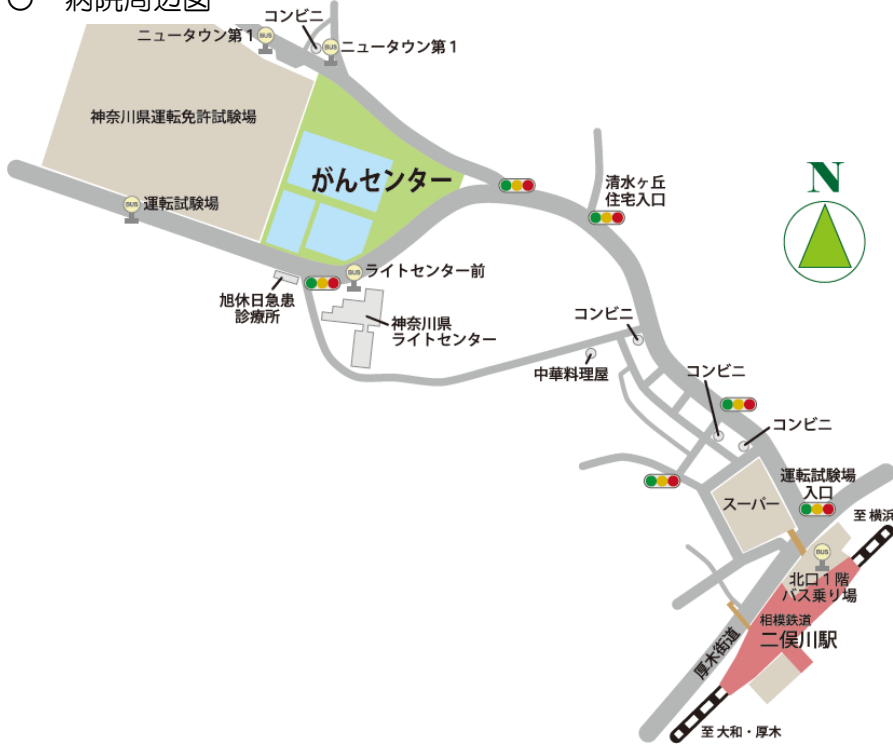 ○ 病院周辺図
コンビニ
ニュータウン第1
BUS
BUS
ニュータウン第1
神奈川県運転免許試験場
がんセンター
清水ヶ丘
住宅入口
N
BUS
運転試験場
BUS
ライトセンター前
旭休日急患
診療所
神奈川県
ライトセンター
コンビニ
中華料理屋
コンビニ
コンビニ
運転試験場
入口
スーパー
至 横浜
BUS
北口1階
バス乗り場
相模鉄道
二俣川駅
厚木街道
至 大和・厚木